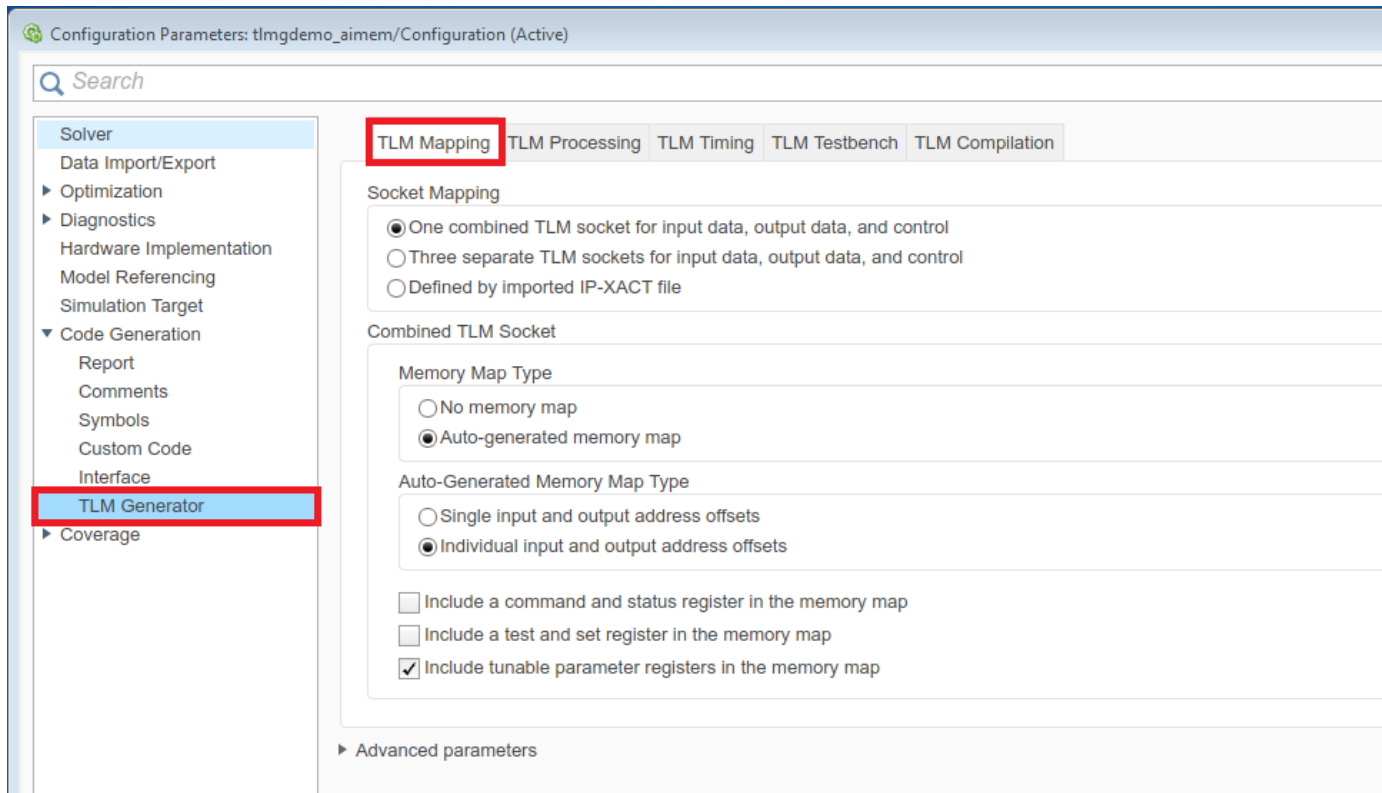 Configuration Parameters: tlmgdemo_aimem/Configuration (Active)
Search
Solver
Data Import/Export
Optimization
Diagnostics
Hardware Implementation
Model Referencing
Simulation Target
Code Generation
Report
Comments
Symbols
Custom Code
Interface
TLM Generator
Coverage
TLM Mapping TLM Processing TLM Timing TLM Testbench TLM Compilation
Socket Mapping
One combined TLM socket for input data, output data, and control
Three separate TLM sockets for input data, output data, and control
Defined by imported IP-XACT file
Combined TLM Socket
Memory Map Type
No memory map
Auto-generated memory map
Auto-Generated Memory Map Type
Single input and output address offsets
Individual input and output address offsets
Include a command and status register in the memory map
Include a test and set register in the memory map
Include tunable parameter registers in the memory map
Advanced parameters